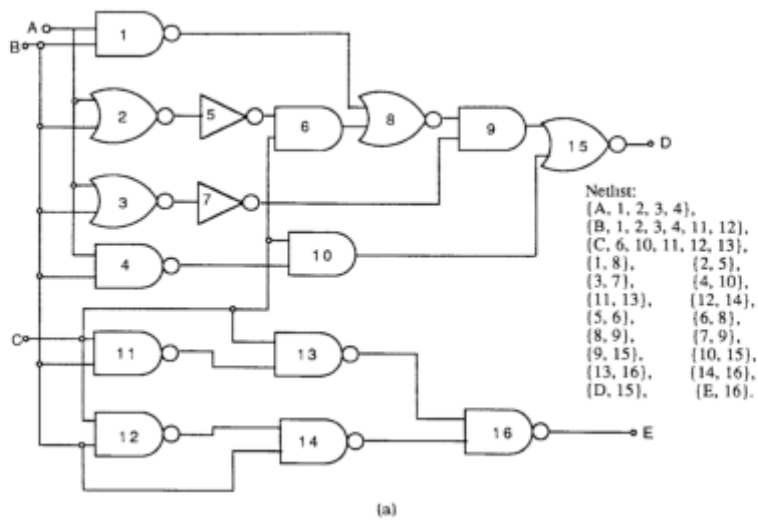 A
B
1
2
5
6
8
9
15
D
3
7
4
10
C
11
13
12
14
16
E
Netlist:
{A, 1, 2, 3, 4},
{B, 1, 2, 3, 4, 11, 12},
{C, 6, 10, 11, 12, 13},
{1, 8}, {2, 5},
{3, 7}, {4, 10},
{11, 13}, {12, 14},
{5, 6}, {6, 8},
{8, 9}, {7, 9},
{9, 15}, {10, 15},
{13, 16}, {14, 16},
{D, 15}, {E, 16}.
(a)